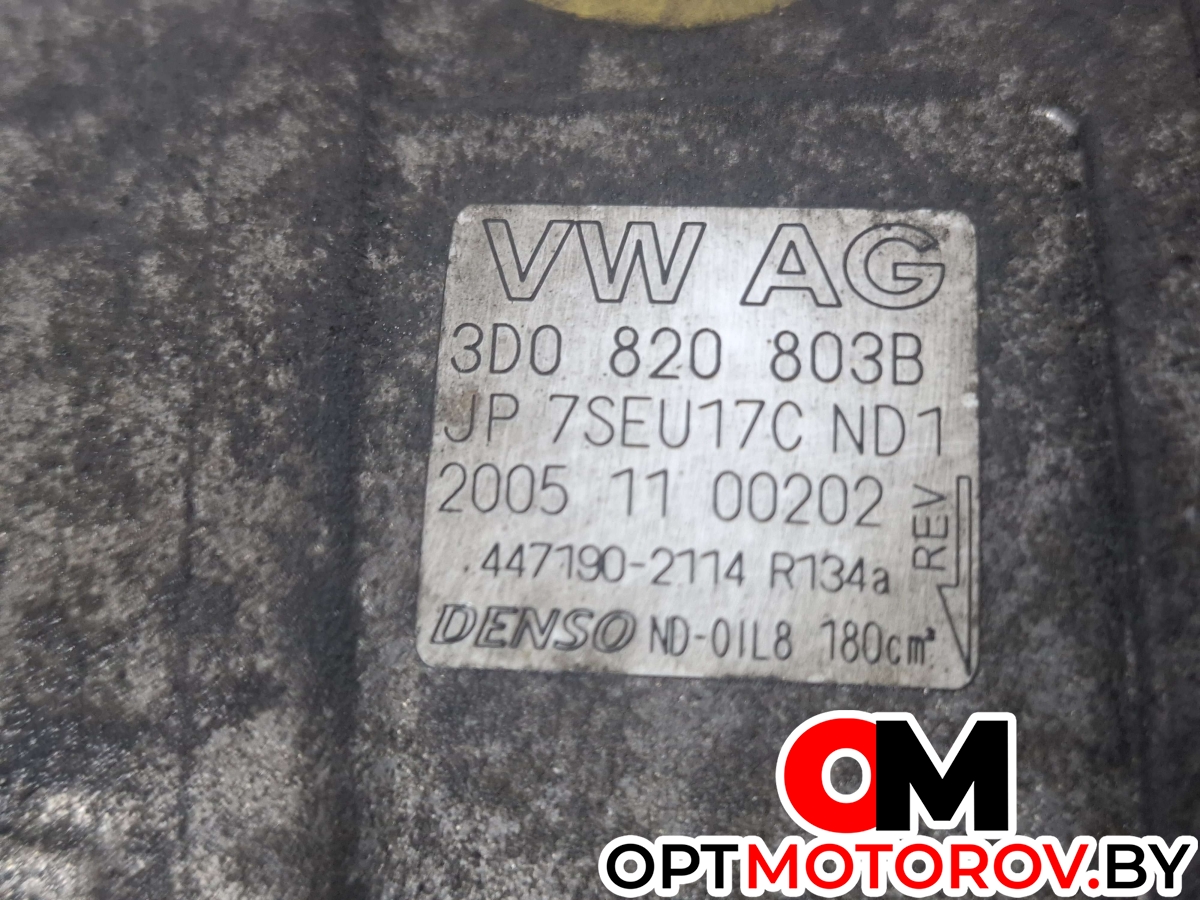 VW AG
3D0 820 803B
JP 7SEU17C ND1
2005 11 00202
REV
447190-2114 R134a
DENSO ND-OIL8 180cm³
OM
OPTMOTOROV.BY